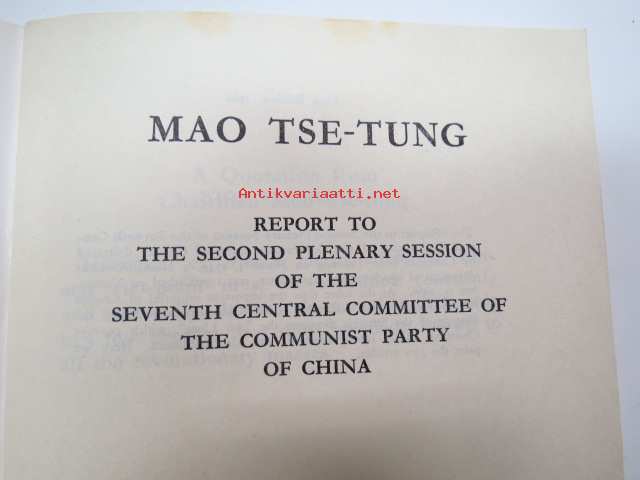 MAO TSE-TUNG
Antikvariaatti.net
REPORT TO
THE SECOND PLENARY SESSION
OF THE
SEVENTH CENTRAL COMMITTEE OF
THE COMMUNIST PARTY
OF CHINA